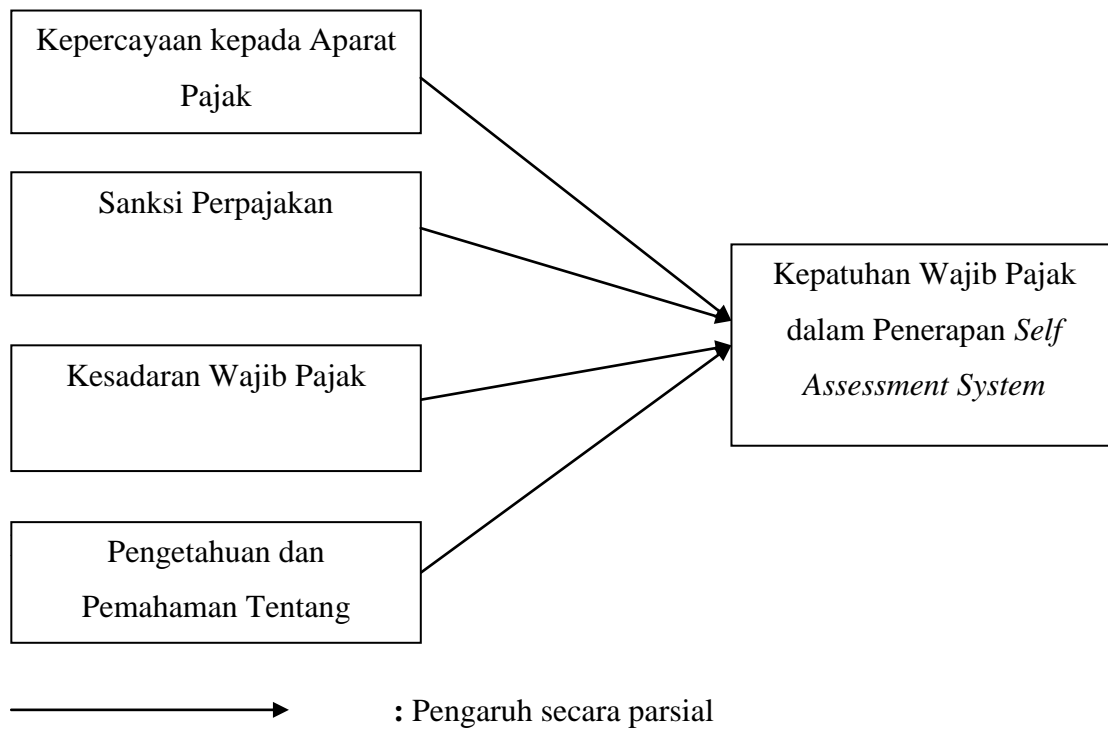 Kepercayaan kepada Aparat
Pajak
Sanksi Perpajakan
Kesadaran Wajib Pajak
Pengetahuan dan
Pemahaman Tentang
Kepatuhan Wajib Pajak
dalam Penerapan Self
Assessment System
: Pengaruh secara parsial